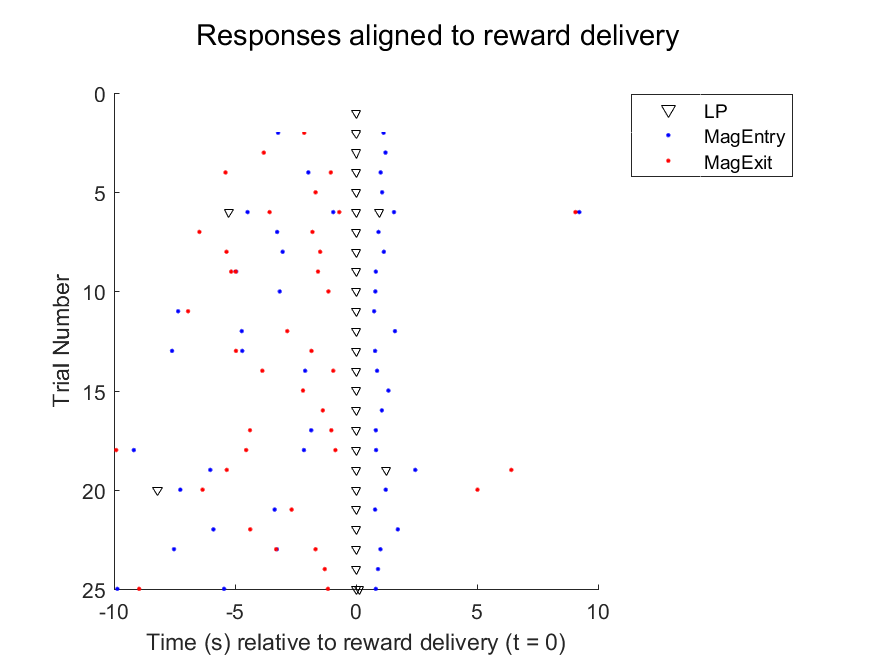 Responses aligned to reward delivery
LP
MagEntry
MagExit
0
5
10
15
20
25
Trial Number
-10 -5 0 5 10
Time (s) relative to reward delivery (t = 0)